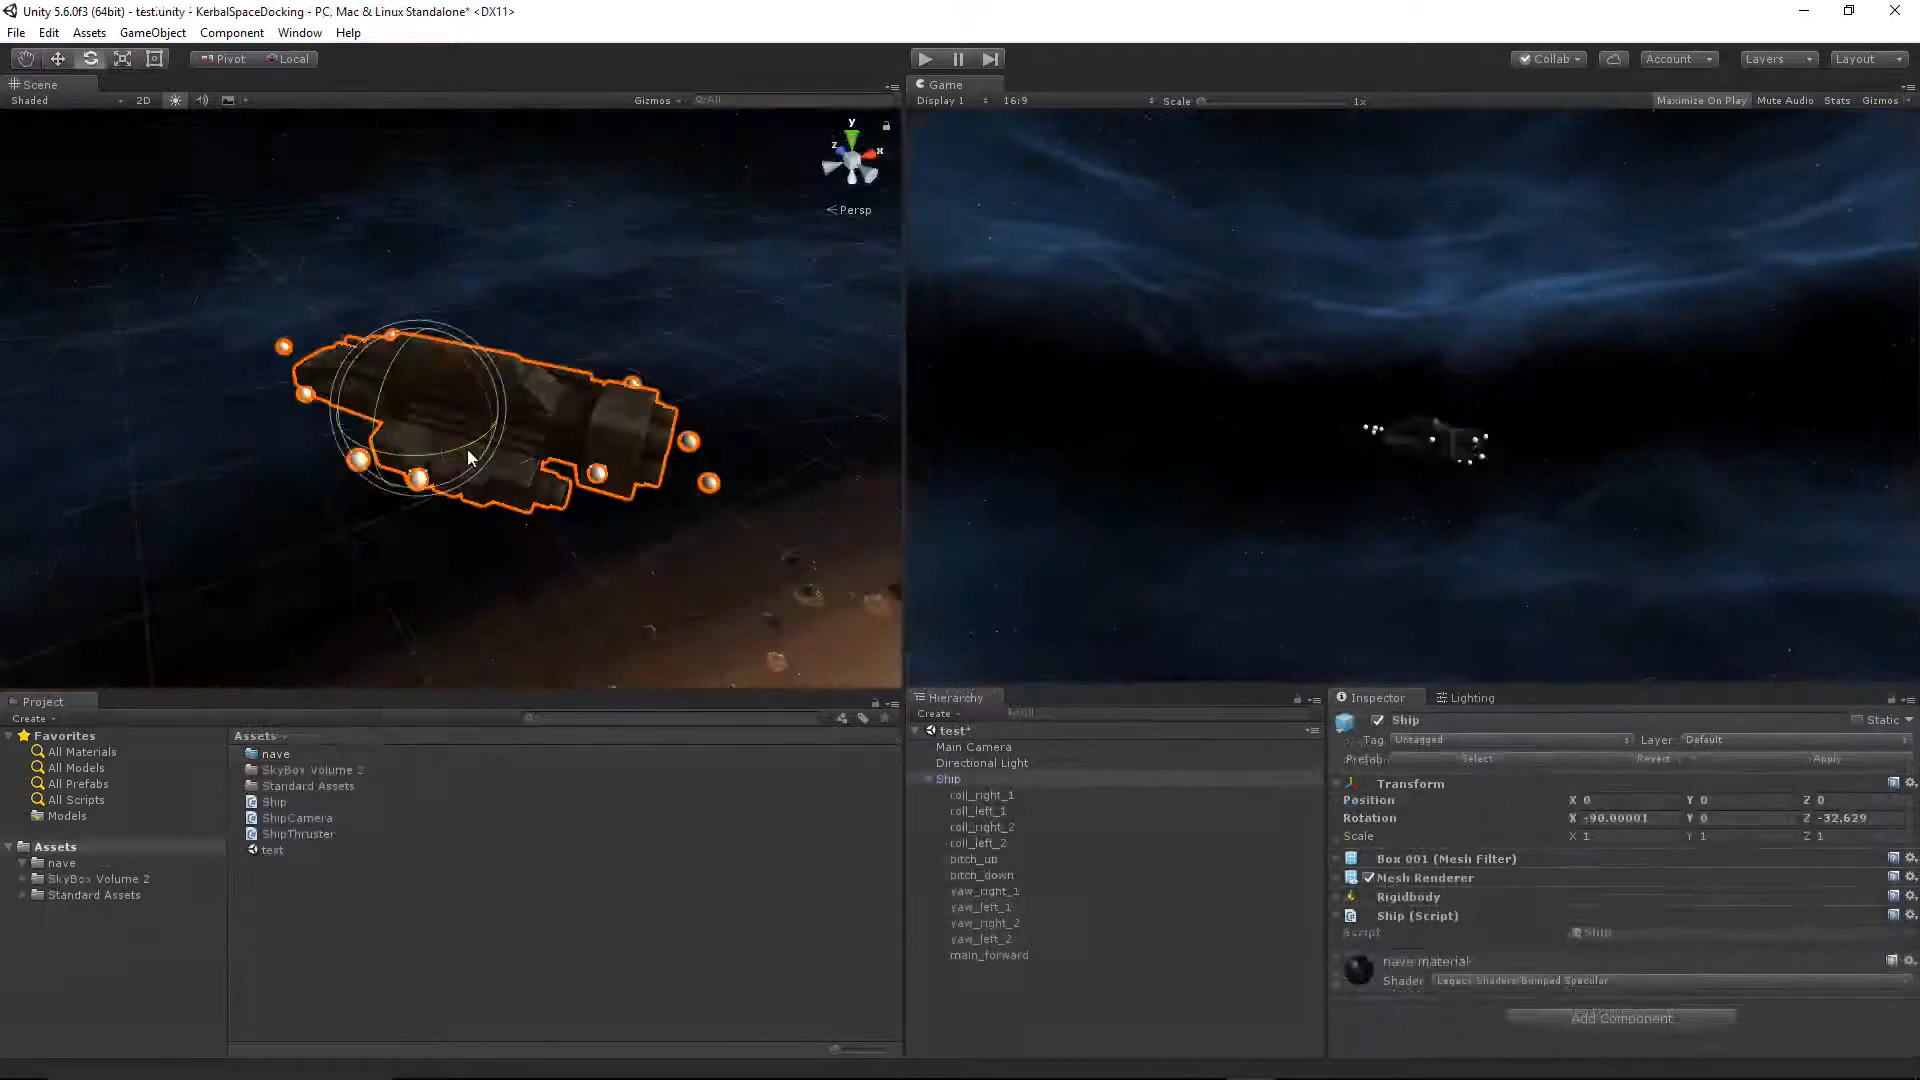 Unity 5.6.0f3 (64bit) - test.unity - KerbalSpaceDocking - PC, Mac & Linux Standalone* <DX11>
File Edit Assets GameObject Component Window Help
Pivot Local Collab Account Layers Layout
Scene
Shaded 2D Gizmos All
y
z x
Persp
Game
Display 1 16:9 Scale 1x Maximize On Play Mute Audio Stats Gizmos
Project
Create
Favorites
All Materials
All Models
All Prefabs
All Scripts
Models
Assets
nave
SkyBox Volume 2
Standard Assets
Assets
nave
SkyBox Volume 2
Standard Assets
Ship
ShipCamera
ShipThruster
test
Hierarchy
Create All
test*
Main Camera
Directional Light
Ship
roll_right_1
roll_left_1
roll_right_2
roll_left_2
pitch_up
pitch_down
yaw_right_1
yaw_left_1
yaw_right_2
yaw_left_2
main_forward
Inspector Lighting
Ship Static
Tag Untagged Layer Default
Prefab Select Revert Apply
Transform
Position X 0 Y 0 Z 0
Rotation X -90.00001 Y 0 Z -32.629
Scale X 1 Y 1 Z 1
Box 001 (Mesh Filter)
Mesh Renderer
Rigidbody
Ship (Script)
Script Ship
nave material
Shader Legacy Shaders/Bumped Specular
Add Component